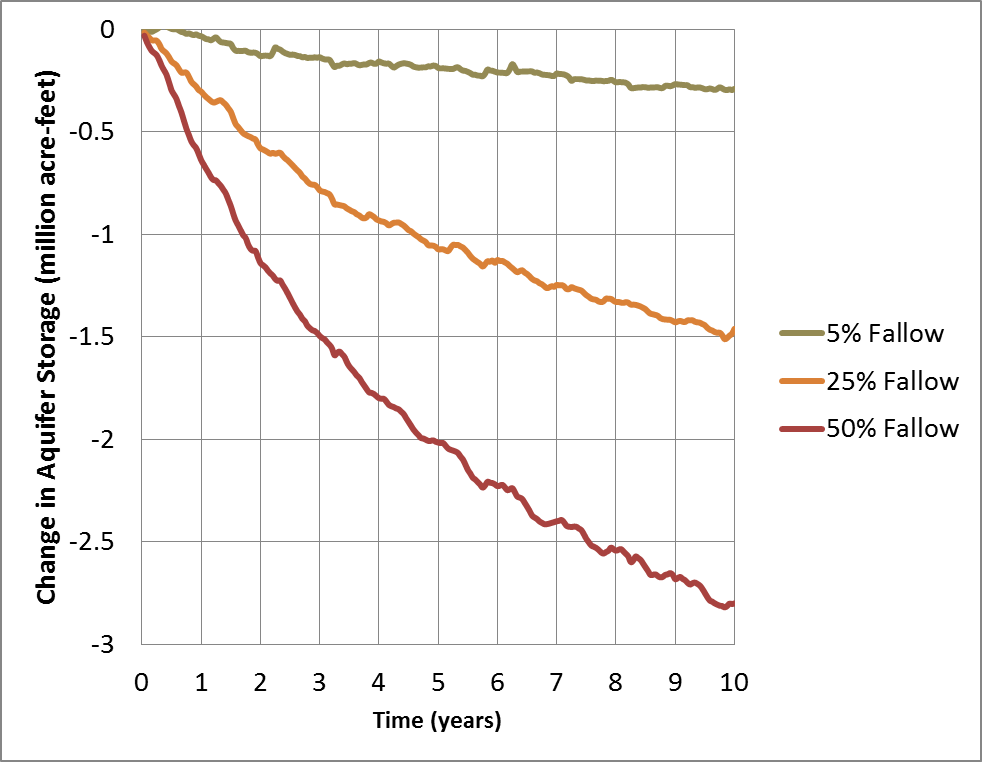 Change in Aquifer Storage (million acre-feet)
0
-0.5
-1
-1.5
-2
-2.5
-3
0 1 2 3 4 5 6 7 8 9 10
Time (years)
5% Fallow
25% Fallow
50% Fallow